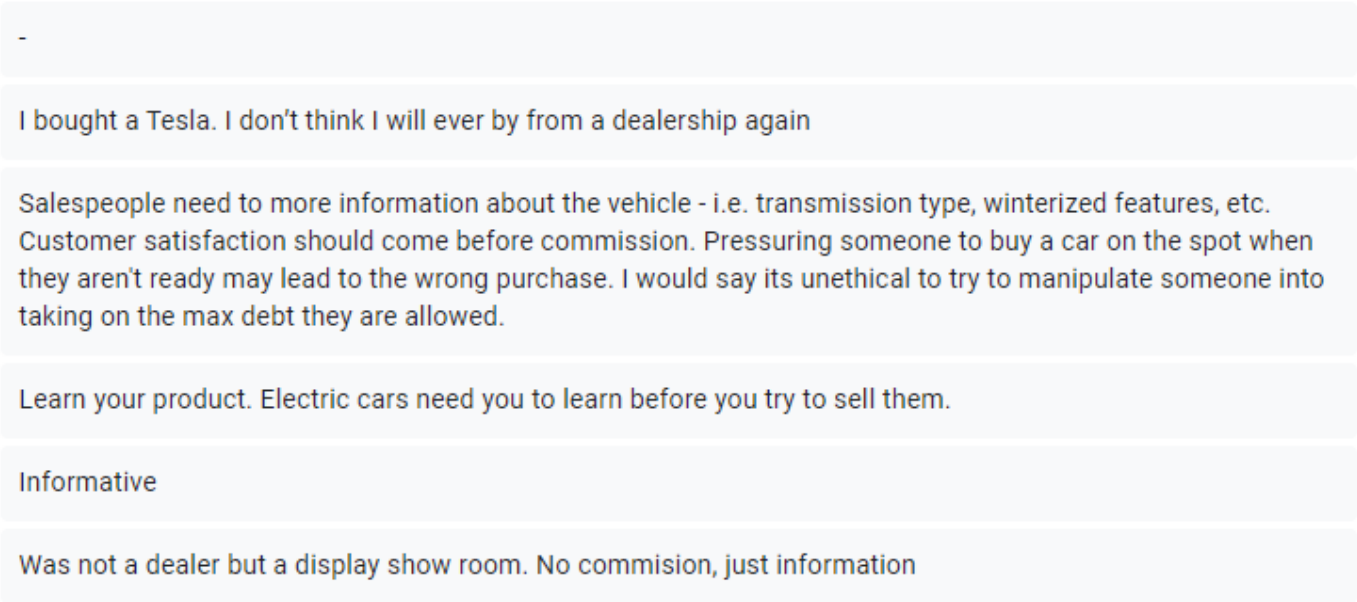 -
I bought a Tesla. I don't think I will ever by from a dealership again
Salespeople need to more information about the vehicle - i.e. transmission type, winterized features, etc.
Customer satisfaction should come before commission. Pressuring someone to buy a car on the spot when
they aren't ready may lead to the wrong purchase. I would say its unethical to try to manipulate someone into
taking on the max debt they are allowed.
Learn your product. Electric cars need you to learn before you try to sell them.
Informative
Was not a dealer but a display show room. No commision, just information